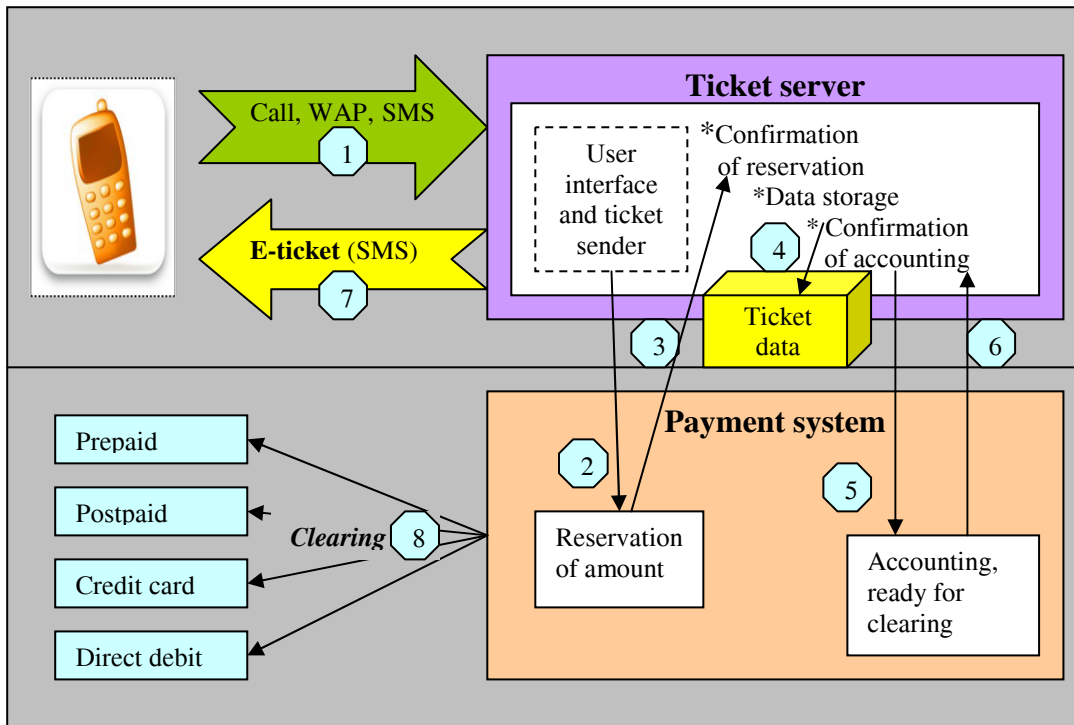 Ticket server
Call, WAP, SMS
1
User
interface
and ticket
sender
*Confirmation
of reservation
*Data storage
*Confirmation
of accounting
4
E-ticket (SMS)
7
Ticket
data
3
6
Payment system
Prepaid
Postpaid
Credit card
Direct debit
Clearing
8
2
Reservation
of amount
5
Accounting,
ready for
clearing